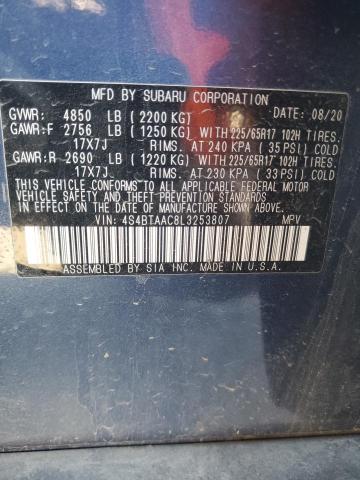 MFD. BY SUBARU CORPORATION DATE: 08/20
GVWR: 4850 LB (2200 KG)
GAWR:F 2756 LB (1250 KG) WITH 225/65R17 102H TIRES.
17X7J RIMS. AT 240 KPA (35 PSI) COLD
GAWR:R 2690 LB (1220 KG) WITH 225/65R17 102H TIRES.
17X7J RIMS. AT 230 KPA (33 PSI) COLD
THIS VEHICLE CONFORMS TO ALL APPLICABLE FEDERAL MOTOR
VEHICLE SAFETY STANDARDS IN EFFECT ON THE DATE OF
MANUFACTURE SHOWN ABOVE.
VIN: 4S4BTAAC8L3253807 MPV
ASSEMBLED BY SIA INC. MADE IN U.S.A.